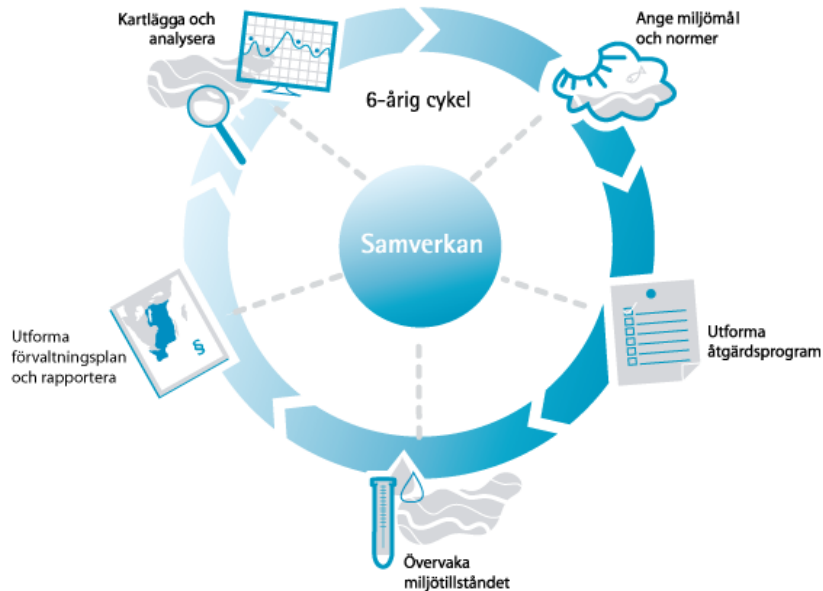 Kartlägga och
analysera
Ange miljömål
och normer
6-årig cykel
Samverkan
Utforma
åtgärdsprogram
Utforma
förvaltningsplan
och rapportera
§
Övervaka
miljötillståndet